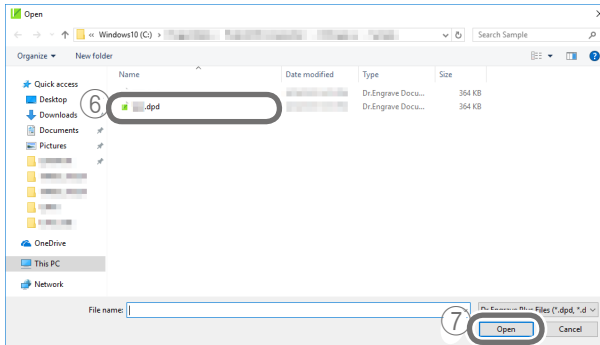 Open
Windows10 (C:)
Search Sample
Organize
New folder
Name
Date modified
Type
Size
Quick access
Desktop
Downloads
Documents
Pictures
OneDrive
This PC
Network
Dr.Engrave Docu...
364 KB
⑥
.dpd
Dr.Engrave Docu...
364 KB
File name:
Dr.Engrave Plus Files (*.dpd, *.d
⑦
Open
Cancel